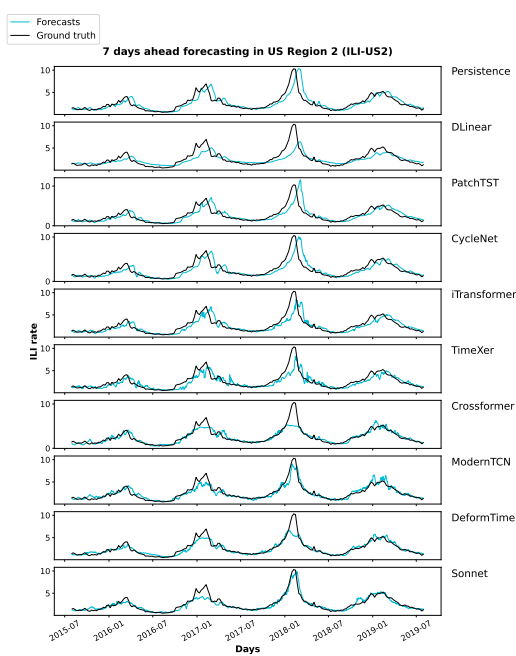 Forecasts
Ground truth
7 days ahead forecasting in US Region 2 (ILI-US2)
10
5
Persistence
10
5
DLinear
10
0
PatchTST
10
0
CycleNet
10
5
iTransformer
10
5
TimeXer
10
0
Crossformer
10
5
ModernTCN
10
5
DeformTime
10
5
Sonnet
ILI rate
2015-07
2016-01
2016-07
2017-01
2017-07
2018-01
2018-07
2019-01
2019-07
Days